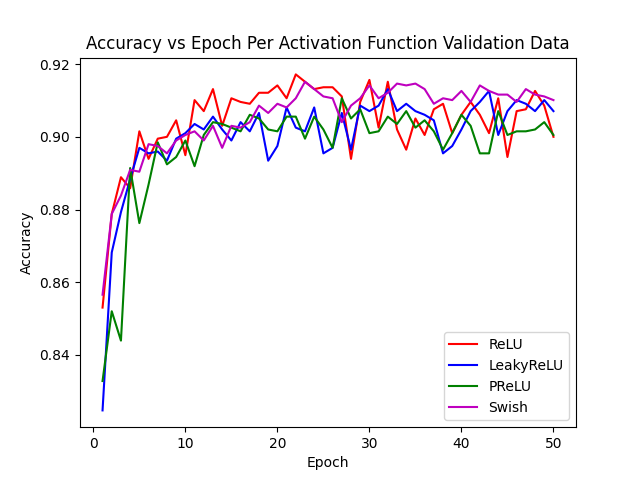 Accuracy vs Epoch Per Activation Function Validation Data
0.92
0.90
0.88
0.86
0.84
Accuracy
0
10
20
30
40
50
Epoch
ReLU
LeakyReLU
PReLU
Swish